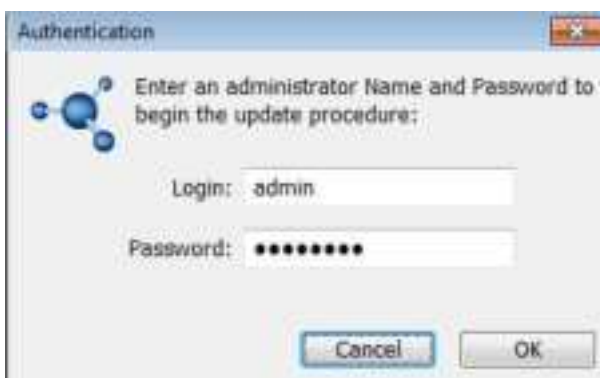 Authentication
Enter an administrator Name and Password to
begin the update procedure:
Login: admin
Password: ●●●●●●●●
Cancel OK